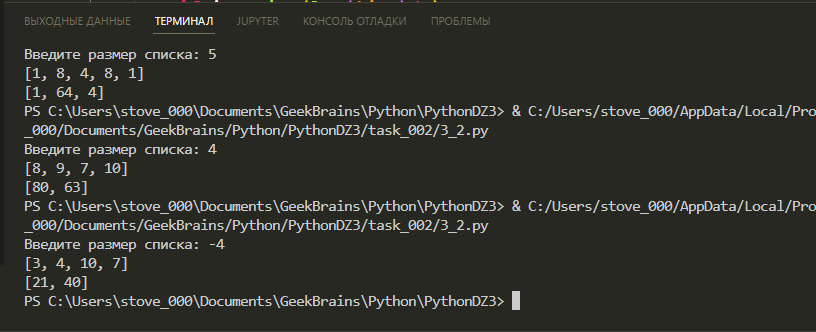 ВЫХОДНЫЕ ДАННЫЕ ТЕРМИНАЛ JUPYTER КОНСОЛЬ ОТЛАДКИ ПРОБЛЕМЫ
Введите размер списка: 5
[1, 8, 4, 8, 1]
[1, 64, 4]
PS C:\Users\stove_000\Documents\GeekBrains\Python\PythonDZ3> & C:/Users/stove_000/AppData/Local/Pro
_000/Documents/GeekBrains/Python/PythonDZ3/task_002/3_2.py
Введите размер списка: 4
[8, 9, 7, 10]
[80, 63]
PS C:\Users\stove_000\Documents\GeekBrains\Python\PythonDZ3> & C:/Users/stove_000/AppData/Local/Pro
_000/Documents/GeekBrains/Python/PythonDZ3/task_002/3_2.py
Введите размер списка: -4
[3, 4, 10, 7]
[21, 40]
PS C:\Users\stove_000\Documents\GeekBrains\Python\PythonDZ3>